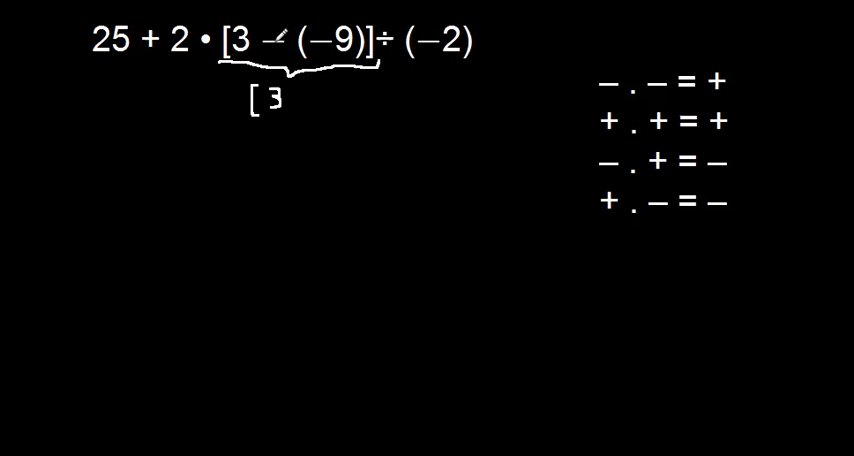 25 + 2 • [3 – (–9)]÷ (–2)
[ 3
– . – = +
+ . + = +
– . + = –
+ . – = –